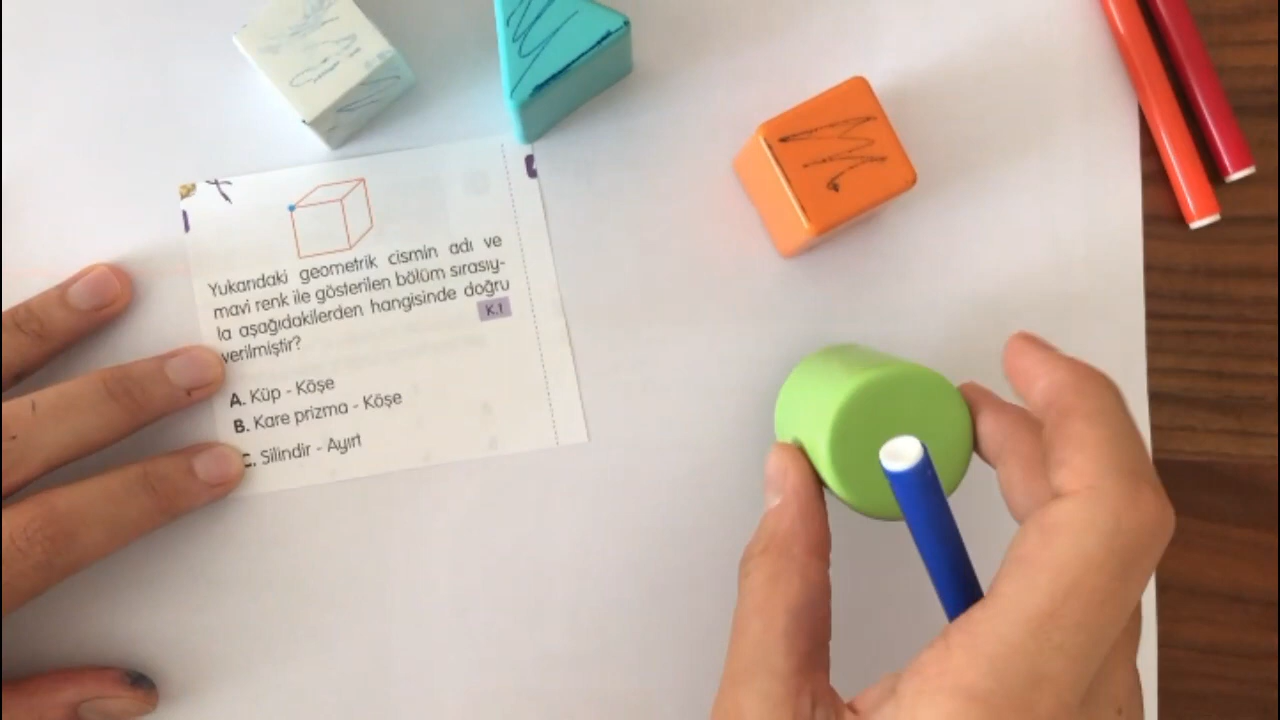 Yukarıdaki geometrik cismin adı ve
mavi renk ile gösterilen bölüm sırasıy-
la aşağıdakilerden hangisinde doğru
verilmiştir?
K.1
A. Küp - Köşe
B. Kare prizma - Köşe
C. Silindir - Ayırt